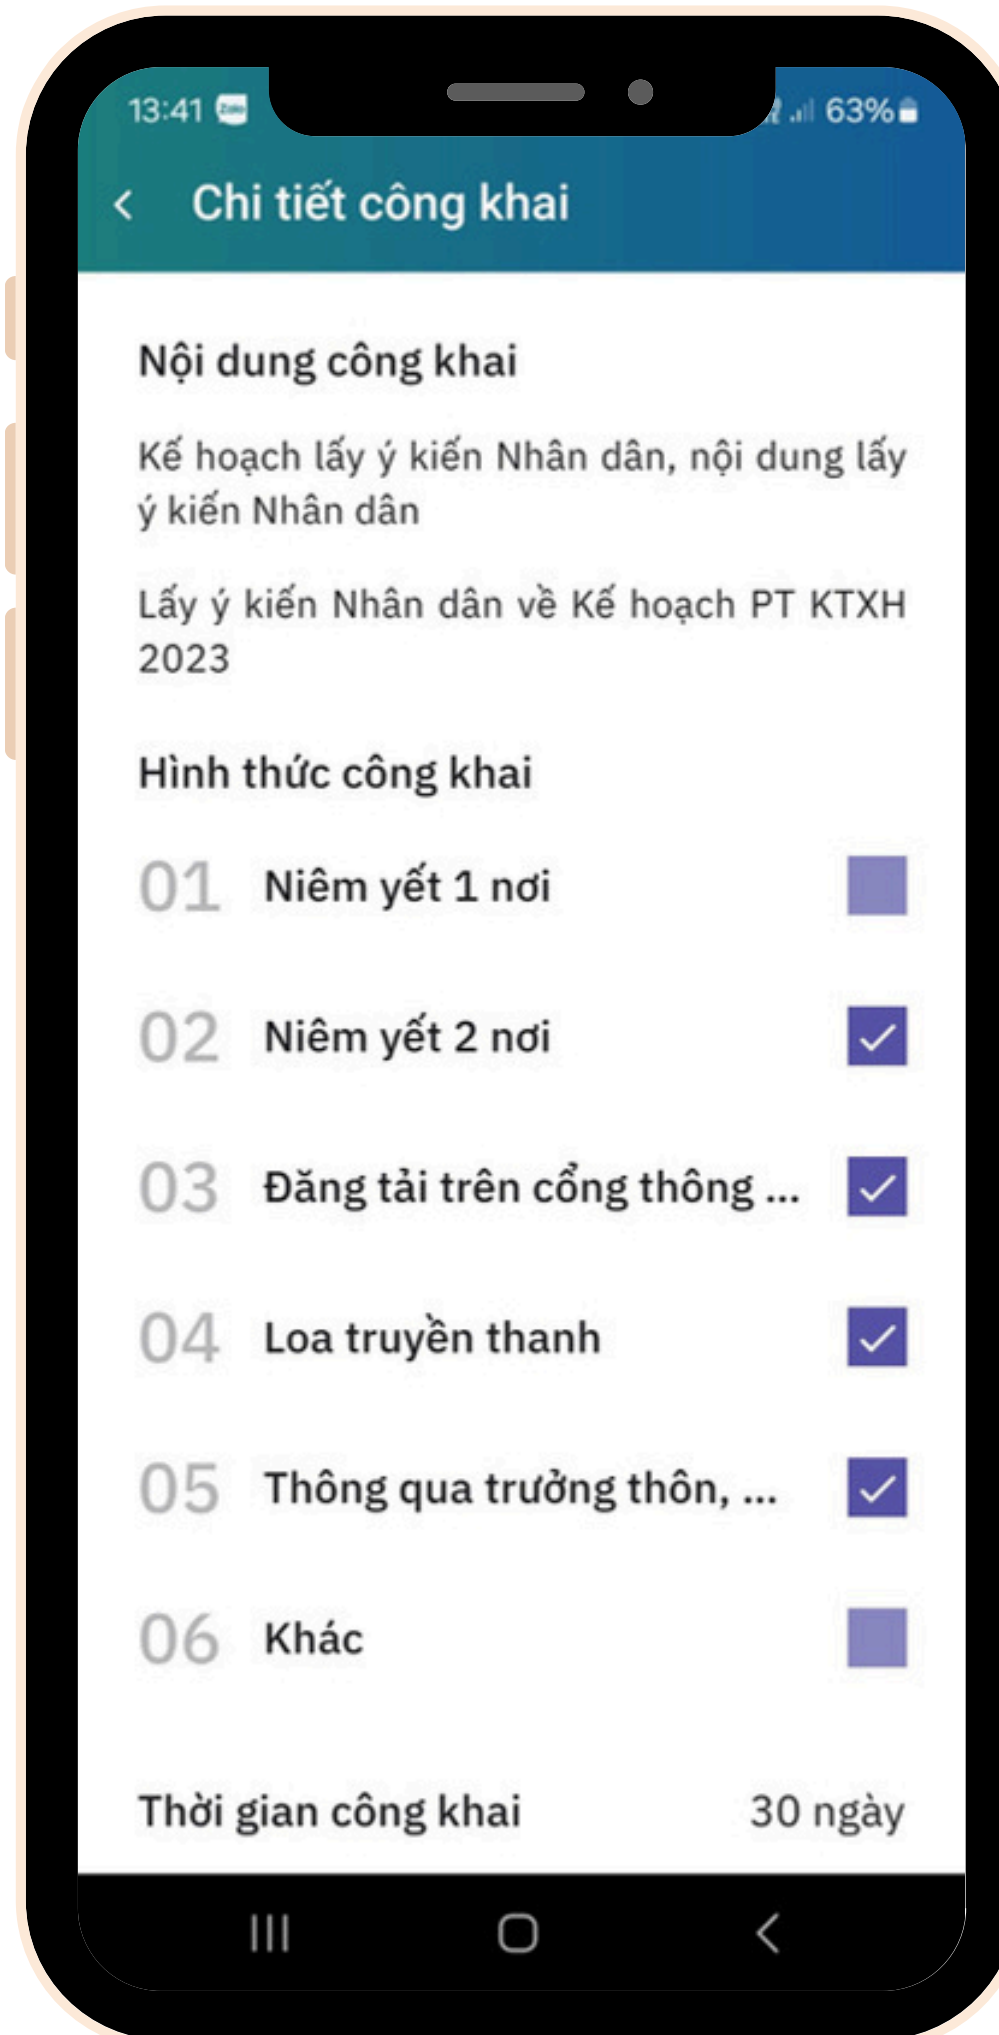 13:41 Zalo 63%
Chi tiết công khai
Nội dung công khai
Kế hoạch lấy ý kiến Nhân dân, nội dung lấy
ý kiến Nhân dân
Lấy ý kiến Nhân dân về Kế hoạch PT KTXH
2023
Hình thức công khai
01 Niêm yết 1 nơi
02 Niêm yết 2 nơi
03 Đăng tải trên cổng thông ...
04 Loa truyền thanh
05 Thông qua trưởng thôn, ...
06 Khác
Thời gian công khai 30 ngày